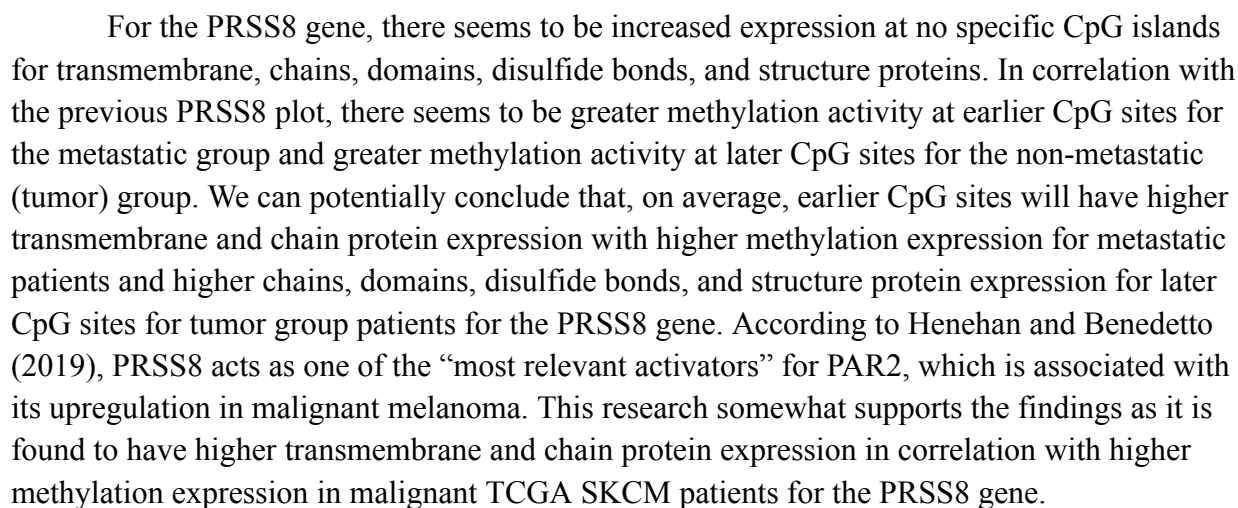 For the PRSS8 gene, there seems to be increased expression at no specific CpG islands
for transmembrane, chains, domains, disulfide bonds, and structure proteins. In correlation with
the previous PRSS8 plot, there seems to be greater methylation activity at earlier CpG sites for
the metastatic group and greater methylation activity at later CpG sites for the non-metastatic
(tumor) group. We can potentially conclude that, on average, earlier CpG sites will have higher
transmembrane and chain protein expression with higher methylation expression for metastatic
patients and higher chains, domains, disulfide bonds, and structure protein expression for later
CpG sites for tumor group patients for the PRSS8 gene. According to Henehan and Benedetto
(2019), PRSS8 acts as one of the “most relevant activators” for PAR2, which is associated with
its upregulation in malignant melanoma. This research somewhat supports the findings as it is
found to have higher transmembrane and chain protein expression in correlation with higher
methylation expression in malignant TCGA SKCM patients for the PRSS8 gene.